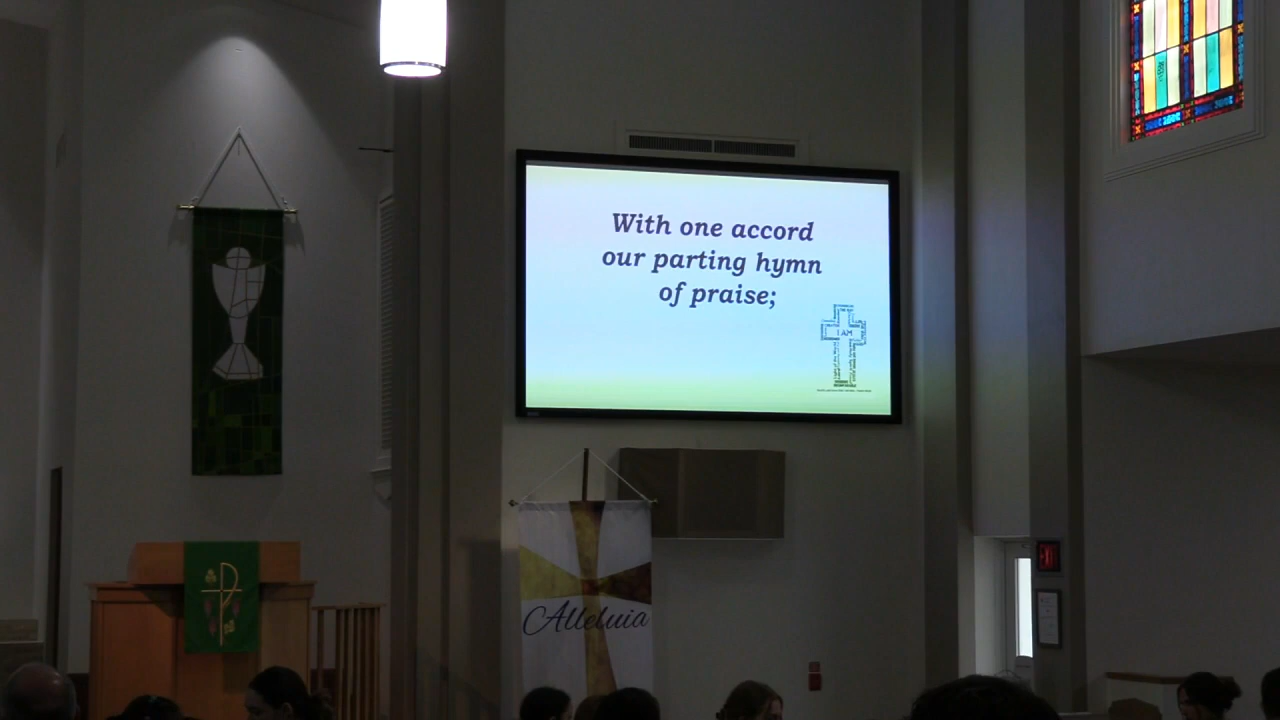 With one accord
our parting hymn
of praise;
I AM
Alleluia